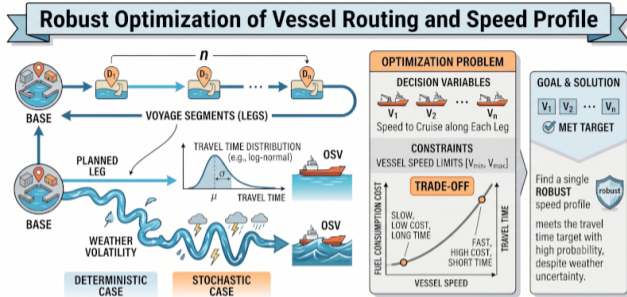 Robust Optimization of Vessel Routing and Speed Profile
n
D1
D2
...
Dn
BASE
VOYAGE SEGMENTS (LEGS)
PLANNED
LEG
TRAVEL TIME DISTRIBUTION
(e.g., log-normal)
σ
μ
TRAVEL TIME
OSV
BASE
WEATHER
VOLATILITY
OSV
DETERMINISTIC
CASE
STOCHASTIC
CASE
OPTIMIZATION PROBLEM
DECISION VARIABLES
V1 V2 ... Vn
Speed to Cruise along Each Leg
CONSTRAINTS
VESSEL SPEED LIMITS [Vmin, Vmax]
TRADE-OFF
FUEL CONSUMPTION COST
SLOW,
LOW COST,
LONG TIME
FAST,
HIGH COST,
SHORT TIME
TRAVEL TIME
VESSEL SPEED
GOAL & SOLUTION
V1 V2 ... Vn
MET TARGET
Find a single
ROBUST
speed profile
robust
meets the travel
time target with
high probability,
despite weather
uncertainty.